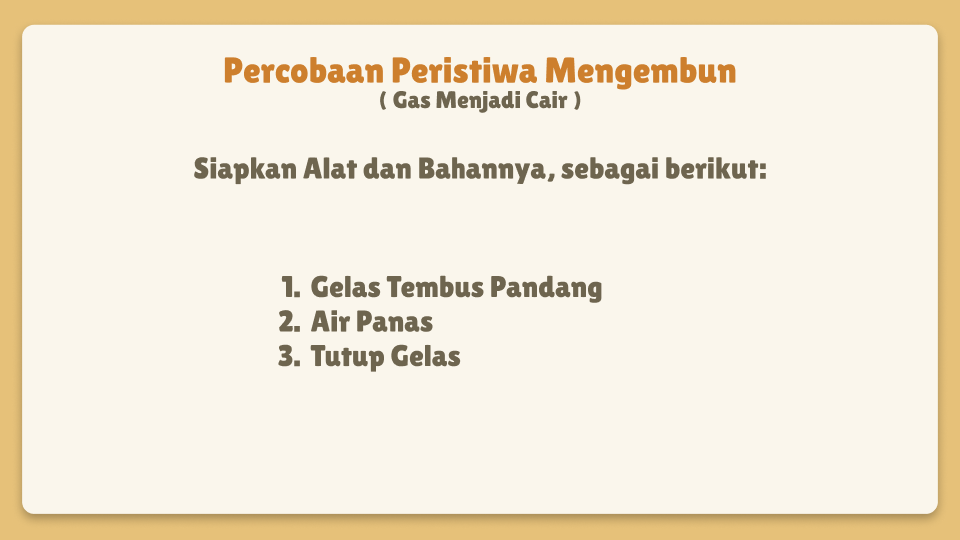 Percobaan Peristiwa Mengembun
( Gas Menjadi Cair )
Siapkan Alat dan Bahannya, sebagai berikut:
1. Gelas Tembus Pandang
2. Air Panas
3. Tutup Gelas